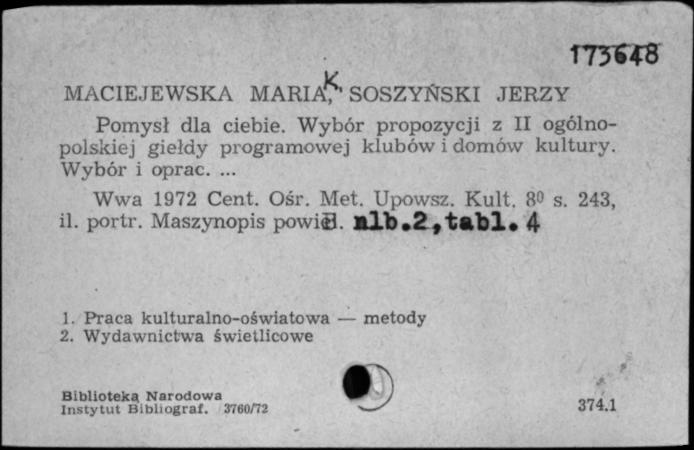 173648
MACIEJEWSKA MARIA K, SOSZYŃSKI JERZY
Pomysł dla ciebie. Wybór propozycji z II ogólno-
polskiej giełdy programowej klubów i domów kultury.
Wybór i oprac. ...
Wwa 1972 Cent. Ośr. Met. Upowsz. Kult. 8⁰ s. 243,
il. portr. Maszynopis powiel. nlb.2, tabl. 4
1. Praca kulturalno-oświatowa — metody
2. Wydawnictwa świetlicowe
Biblioteka Narodowa
Instytut Bibliograf. 3760/72
374.1